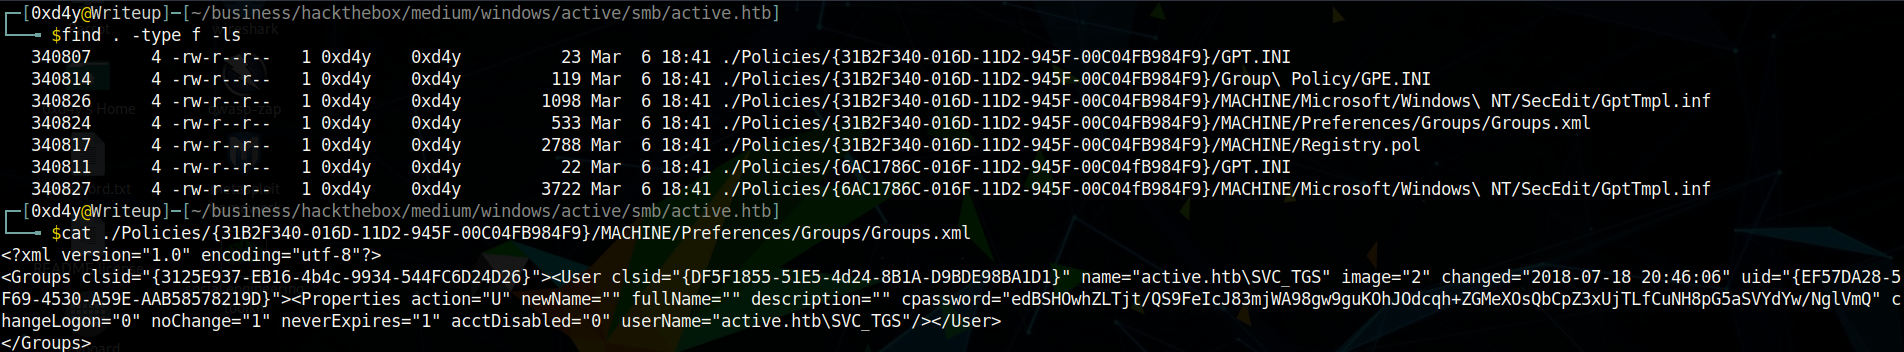 [0xd4y@Writeup]-[~/business/hackthebox/medium/windows/active/smb/active.htb]
$find . -type f -ls
340807 4 -rw-r--r-- 1 0xd4y 0xd4y 23 Mar 6 18:41 ./Policies/{31B2F340-016D-11D2-945F-00C04FB984F9}/GPT.INI
340814 4 -rw-r--r-- 1 0xd4y 0xd4y 119 Mar 6 18:41 ./Policies/{31B2F340-016D-11D2-945F-00C04FB984F9}/Group\ Policy/GPE.INI
340826 4 -rw-r--r-- 1 0xd4y 0xd4y 1098 Mar 6 18:41 ./Policies/{31B2F340-016D-11D2-945F-00C04FB984F9}/MACHINE/Microsoft/Windows\ NT/SecEdit/GptTmpl.inf
340824 4 -rw-r--r-- 1 0xd4y 0xd4y 533 Mar 6 18:41 ./Policies/{31B2F340-016D-11D2-945F-00C04FB984F9}/MACHINE/Preferences/Groups/Groups.xml
340817 4 -rw-r--r-- 1 0xd4y 0xd4y 2788 Mar 6 18:41 ./Policies/{31B2F340-016D-11D2-945F-00C04FB984F9}/MACHINE/Registry.pol
340811 4 -rw-r--r-- 1 0xd4y 0xd4y 22 Mar 6 18:41 ./Policies/{6AC1786C-016F-11D2-945F-00C04fB984F9}/GPT.INI
340827 4 -rw-r--r-- 1 0xd4y 0xd4y 3722 Mar 6 18:41 ./Policies/{6AC1786C-016F-11D2-945F-00C04fB984F9}/MACHINE/Microsoft/Windows\ NT/SecEdit/GptTmpl.inf
[0xd4y@Writeup]-[~/business/hackthebox/medium/windows/active/smb/active.htb]
$cat ./Policies/{31B2F340-016D-11D2-945F-00C04FB984F9}/MACHINE/Preferences/Groups/Groups.xml
<?xml version="1.0" encoding="utf-8"?>
<Groups clsid="{3125E937-EB16-4b4c-9934-544FC6D24D26}"><User clsid="{DF5F1855-51E5-4d24-8B1A-D9BDE98BA1D1}" name="active.htb\SVC_TGS" image="2" changed="2018-07-18 20:46:06" uid="{EF57DA28-5
F69-4530-A59E-AAB58578219D}"><Properties action="U" newName="" fullName="" description="" cpassword="edBSHOwhZLTjt/QS9FeIcJ83mjWA98gw9guKOhJOdcqh+ZGMeXOsQbCpZ3xUjTLfCuNH8pG5aSVYdYw/NglVmQ" c
hangeLogon="0" noChange="1" neverExpires="1" acctDisabled="0" userName="active.htb\SVC_TGS"/></User>
</Groups>